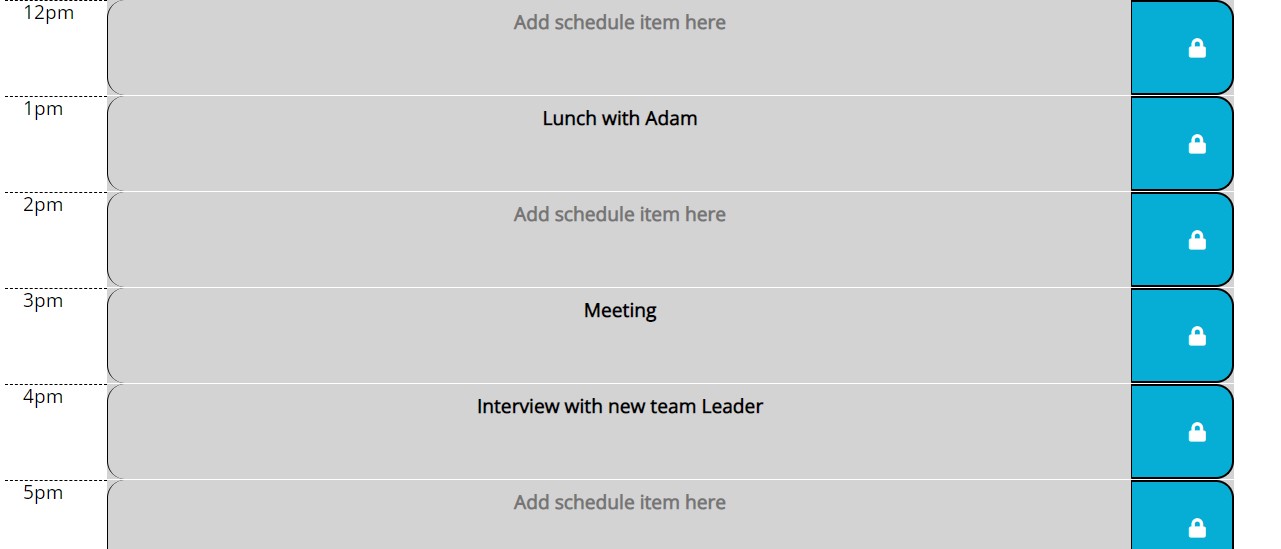 12pm
Add schedule item here
1pm
Lunch with Adam
2pm
Add schedule item here
3pm
Meeting
4pm
Interview with new team Leader
5pm
Add schedule item here